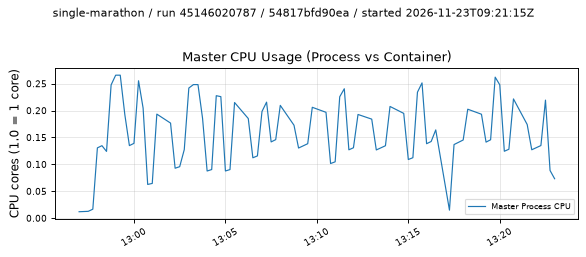 single-marathon / run 45146020787 / 54817bfd90ea / started 2026-11-23T09:21:15Z
Master CPU Usage (Process vs Container)
CPU cores (1.0 = 1 core)
0.25
0.20
0.15
0.10
0.05
0.00
Master Process CPU
13:00
13:05
13:10
13:15
13:20